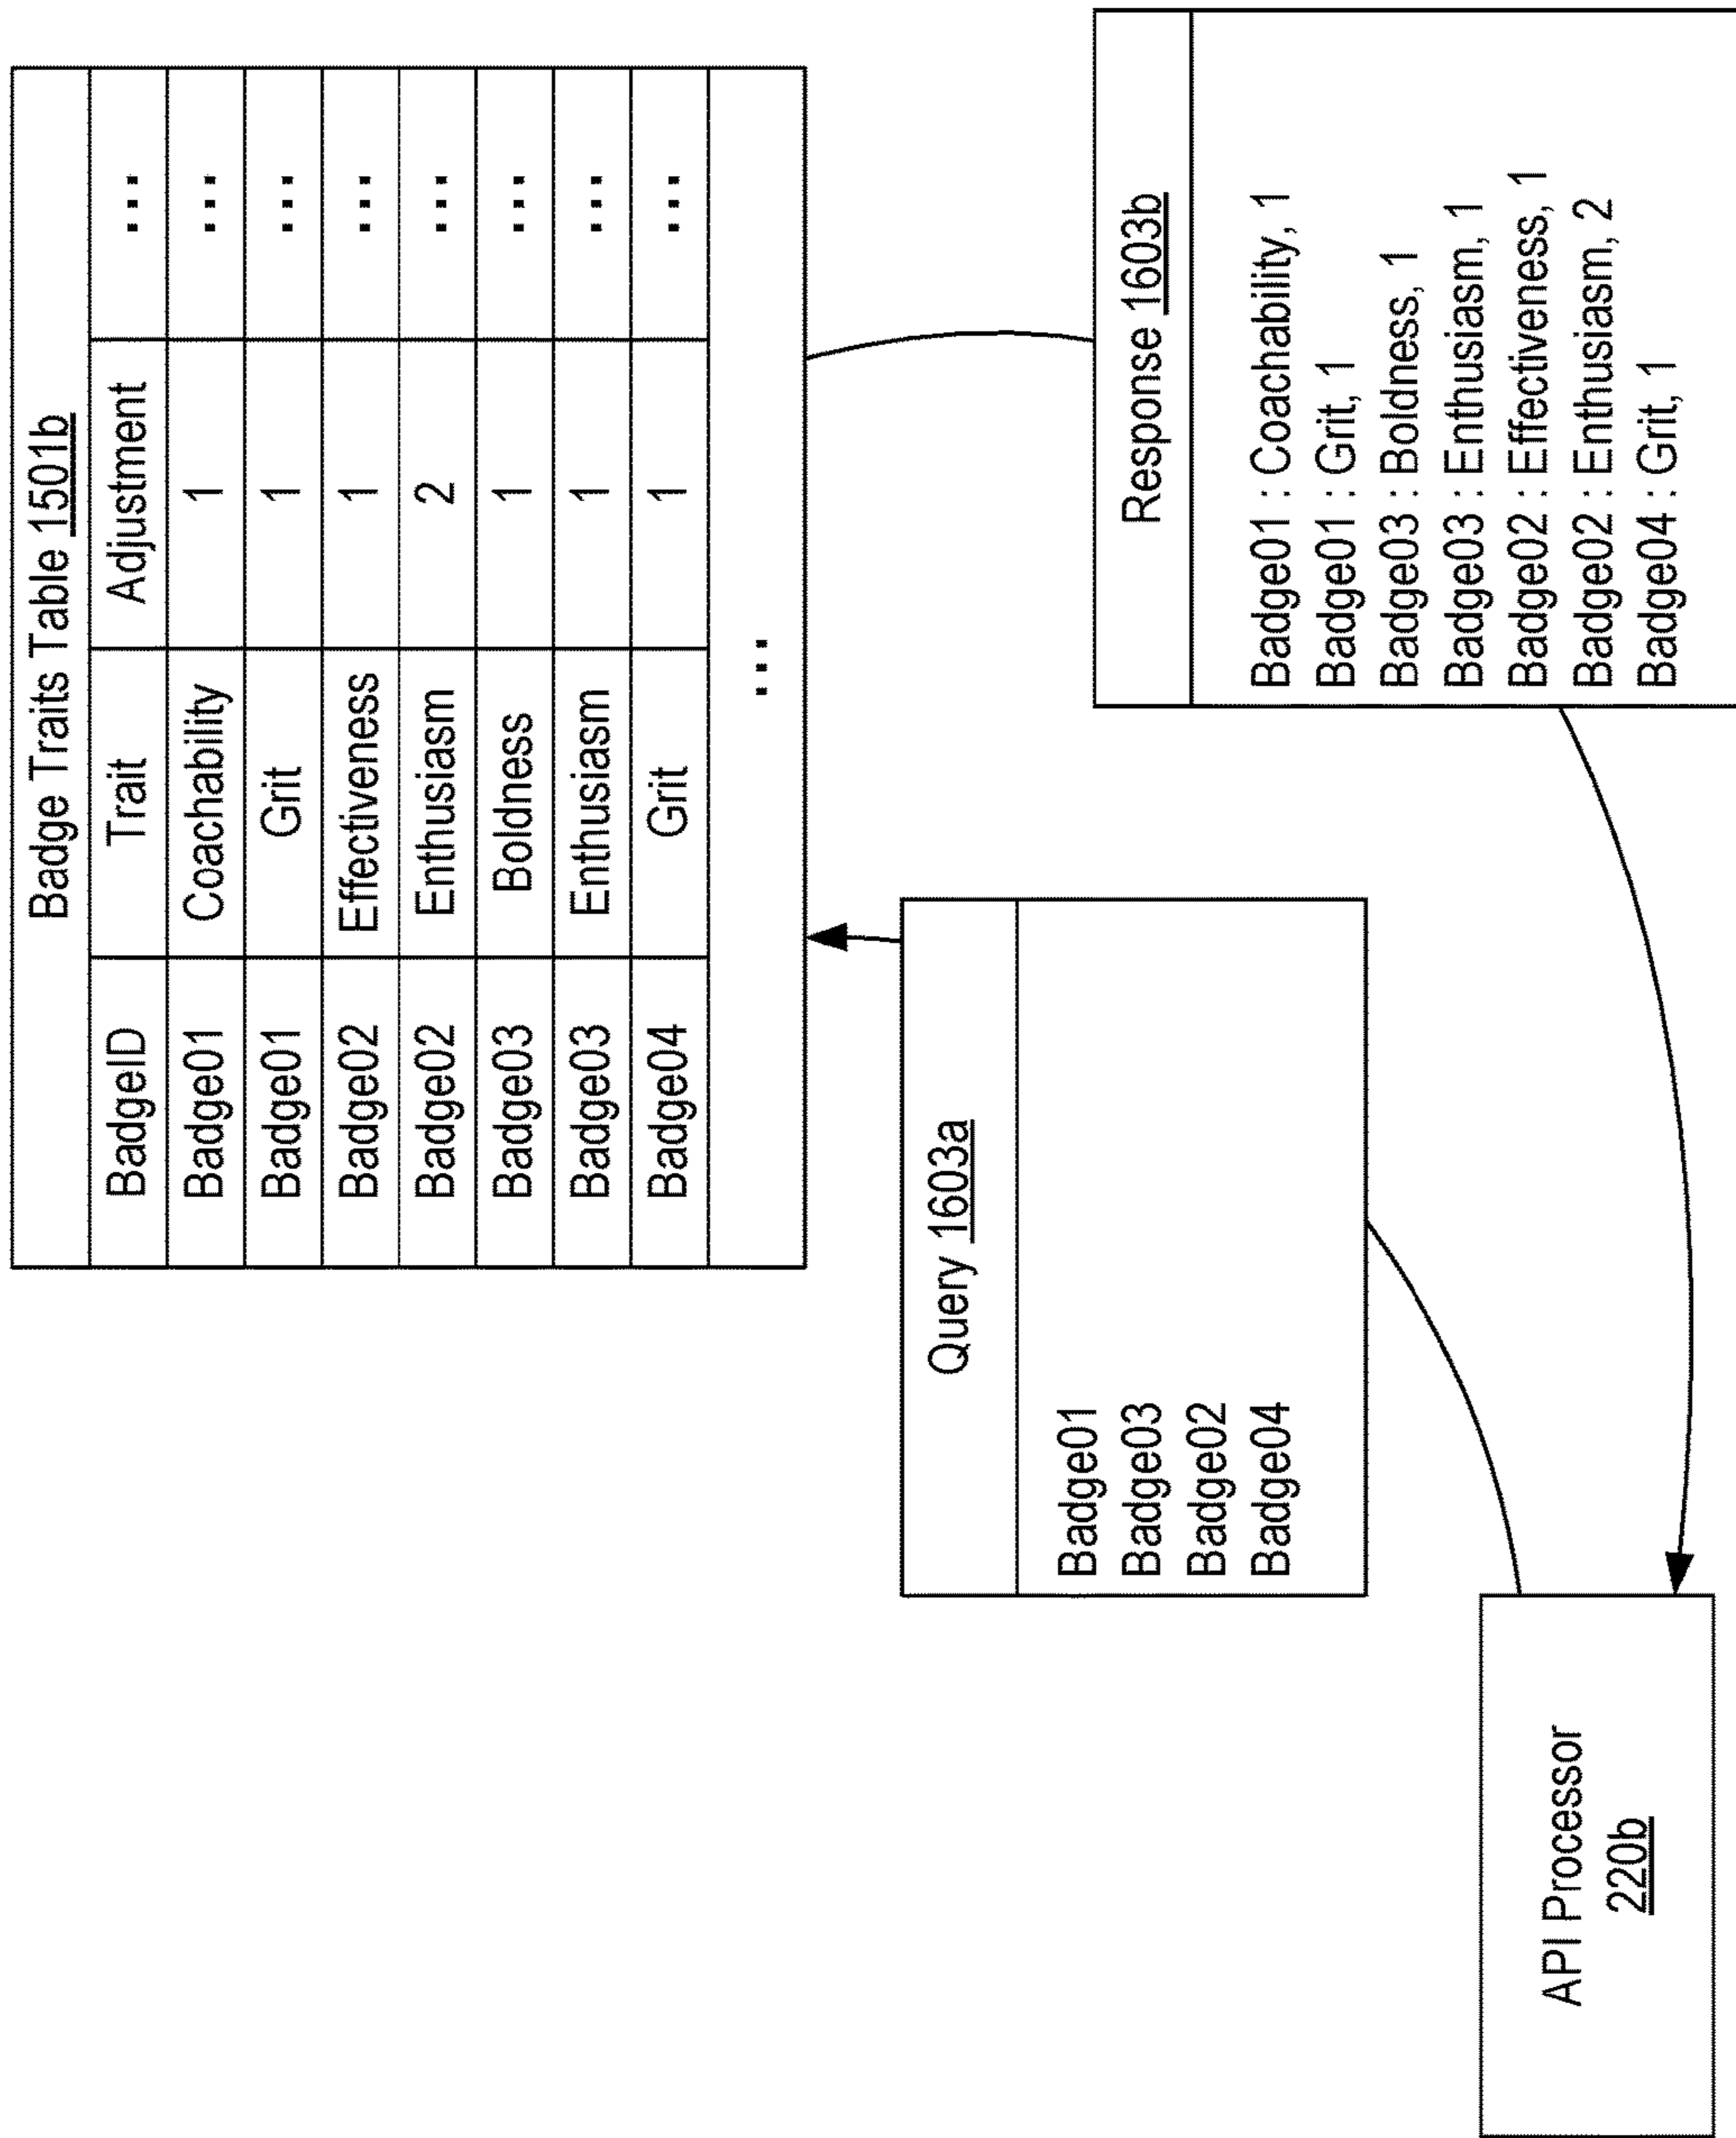 Badge Traits Table 1501b
BadgeID Trait Adjustment ...
Badge01 Coachability 1 ...
Badge01 Grit 1 ...
Badge02 Effectiveness 1 ...
Badge02 Enthusiasm 2 ...
Badge03 Boldness 1 ...
Badge03 Enthusiasm 1 ...
Badge04 Grit 1 ...
...
Query 1603a
Badge01
Badge03
Badge02
Badge04
Response 1603b
Badge01 : Coachability, 1
Badge01 : Grit, 1
Badge03 : Boldness, 1
Badge03 : Enthusiasm, 1
Badge02 : Effectiveness, 1
Badge02 : Enthusiasm, 2
Badge04 : Grit, 1
API Processor
220b